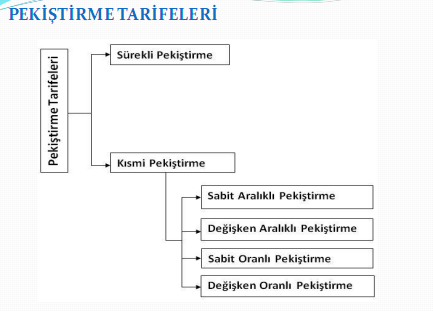 PEKİŞTİRME TARİFELERİ
Pekiştirme Tarifeleri
Sürekli Pekiştirme
Kısmi Pekiştirme
Sabit Aralıklı Pekiştirme
Değişken Aralıklı Pekiştirme
Sabit Oranlı Pekiştirme
Değişken Oranlı Pekiştirme